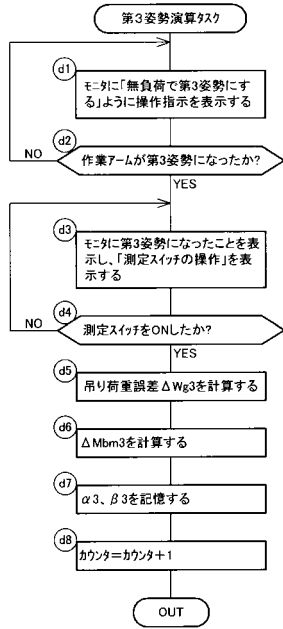 第3姿勢演算タスク
d1
モニタに「無負荷で第3姿勢にす
る」ように操作指示を表示する
d2
作業アームが第3姿勢になったか?
NO
YES
d3
モニタに第3姿勢になったことを表
示し、「測定スイッチの操作」を表
示する
d4
測定スイッチをONしたか?
NO
YES
d5
吊り荷重誤差ΔWg3を計算する
d6
ΔMbm3を計算する
d7
α3、β3を記憶する
d8
カウンタ=カウンタ+1
OUT